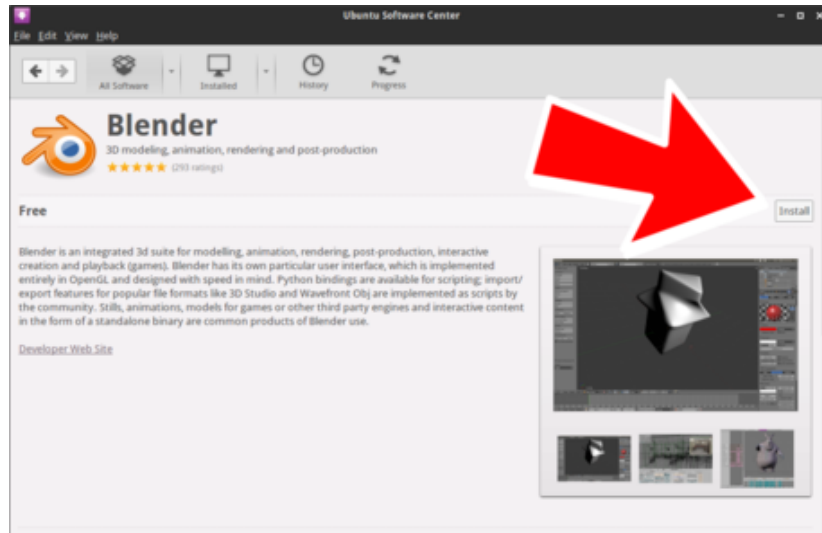 Ubuntu Software Center
File Edit View Help
All Software Installed History Progress
Blender
3D modeling, animation, rendering and post-production
(293 ratings)
Free
Install
Blender is an integrated 3d suite for modelling, animation, rendering, post-production, interactive
creation and playback (games). Blender has its own particular user interface, which is implemented
entirely in OpenGL and designed with speed in mind. Python bindings are available for scripting; import/
export features for popular file formats like 3D Studio and Wavefront Obj are implemented as scripts by
the community. Stills, animations, models for games or other third party engines and interactive content
in the form of a standalone binary are common products of Blender use.
Developer Web Site